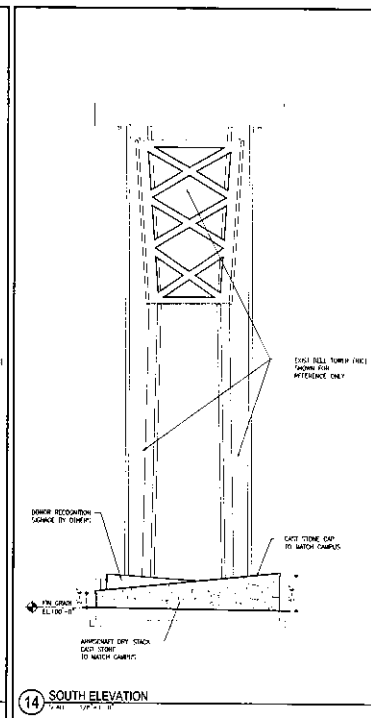 EXIST BELL TOWER (NIC)
SHOWN FOR
REFERENCE ONLY
DONOR RECOGNITION
SIGNAGE BY OTHERS
CAST STONE CAP
TO MATCH CAMPUS
FIN GRADE
EL 100'-0"
ARRISCRAFT DRY STACK
CAST STONE
TO MATCH CAMPUS
14 SOUTH ELEVATION